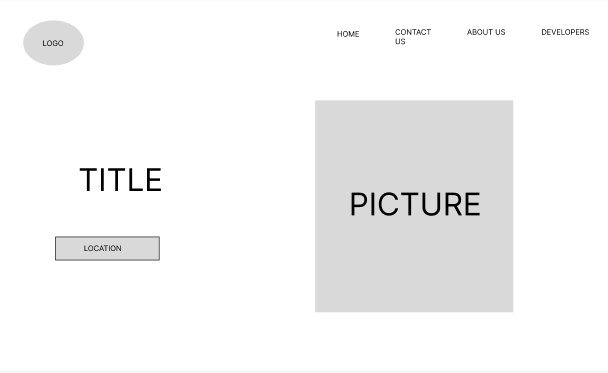 LOGO
HOME
CONTACT
US
ABOUT US
DEVELOPERS
TITLE
PICTURE
LOCATION